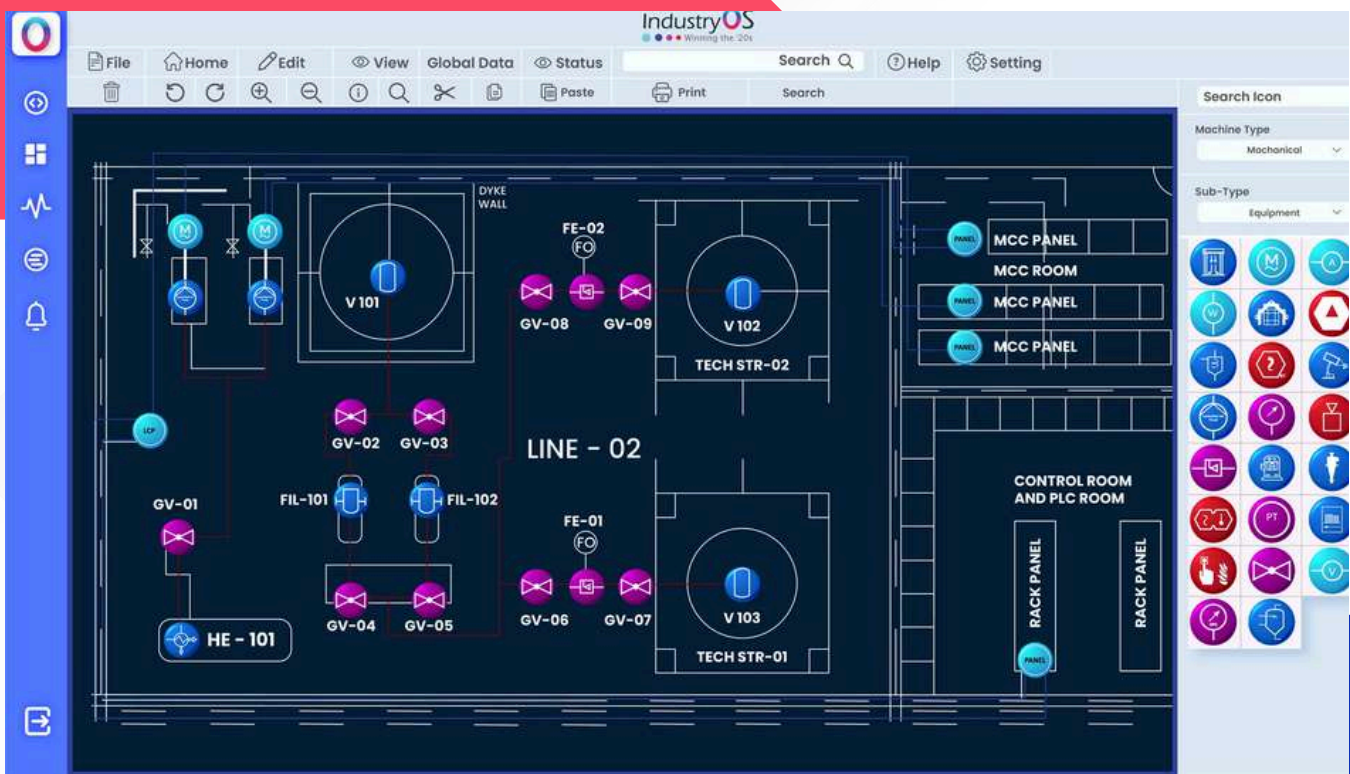 IndustryOS
Winning the '20s
File Home Edit View Global Data Status Search Help Setting
Paste Print Search
Search Icon
Machine Type
Mochanical
Sub-Type
Equipment
DYKE
WALL
M M
FE-02
FO
PANEL MCC PANEL
MCC ROOM
PANEL MCC PANEL
PANEL MCC PANEL
V 101
GV-08 GV-09
V 102
TECH STR-02
LCP
GV-02 GV-03
LINE - 02
FIL-101 FIL-102
GV-01
FE-01
FO
CONTROL ROOM
AND PLC ROOM
RACK PANEL
RACK PANEL
PANEL
GV-04 GV-05
GV-06 GV-07
V 103
HE - 101
TECH STR-01
M A
W
PT
V